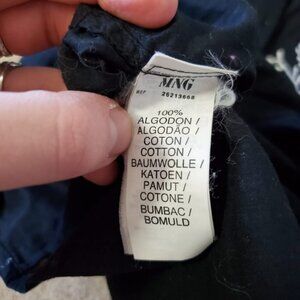 MNG
REF 26213668
100%
ALGODON /
ALGODÃO /
COTON /
COTTON /
BAUMWOLLE /
KATOEN /
PAMUT /
COTONE /
BUMBAC /
BOMULD